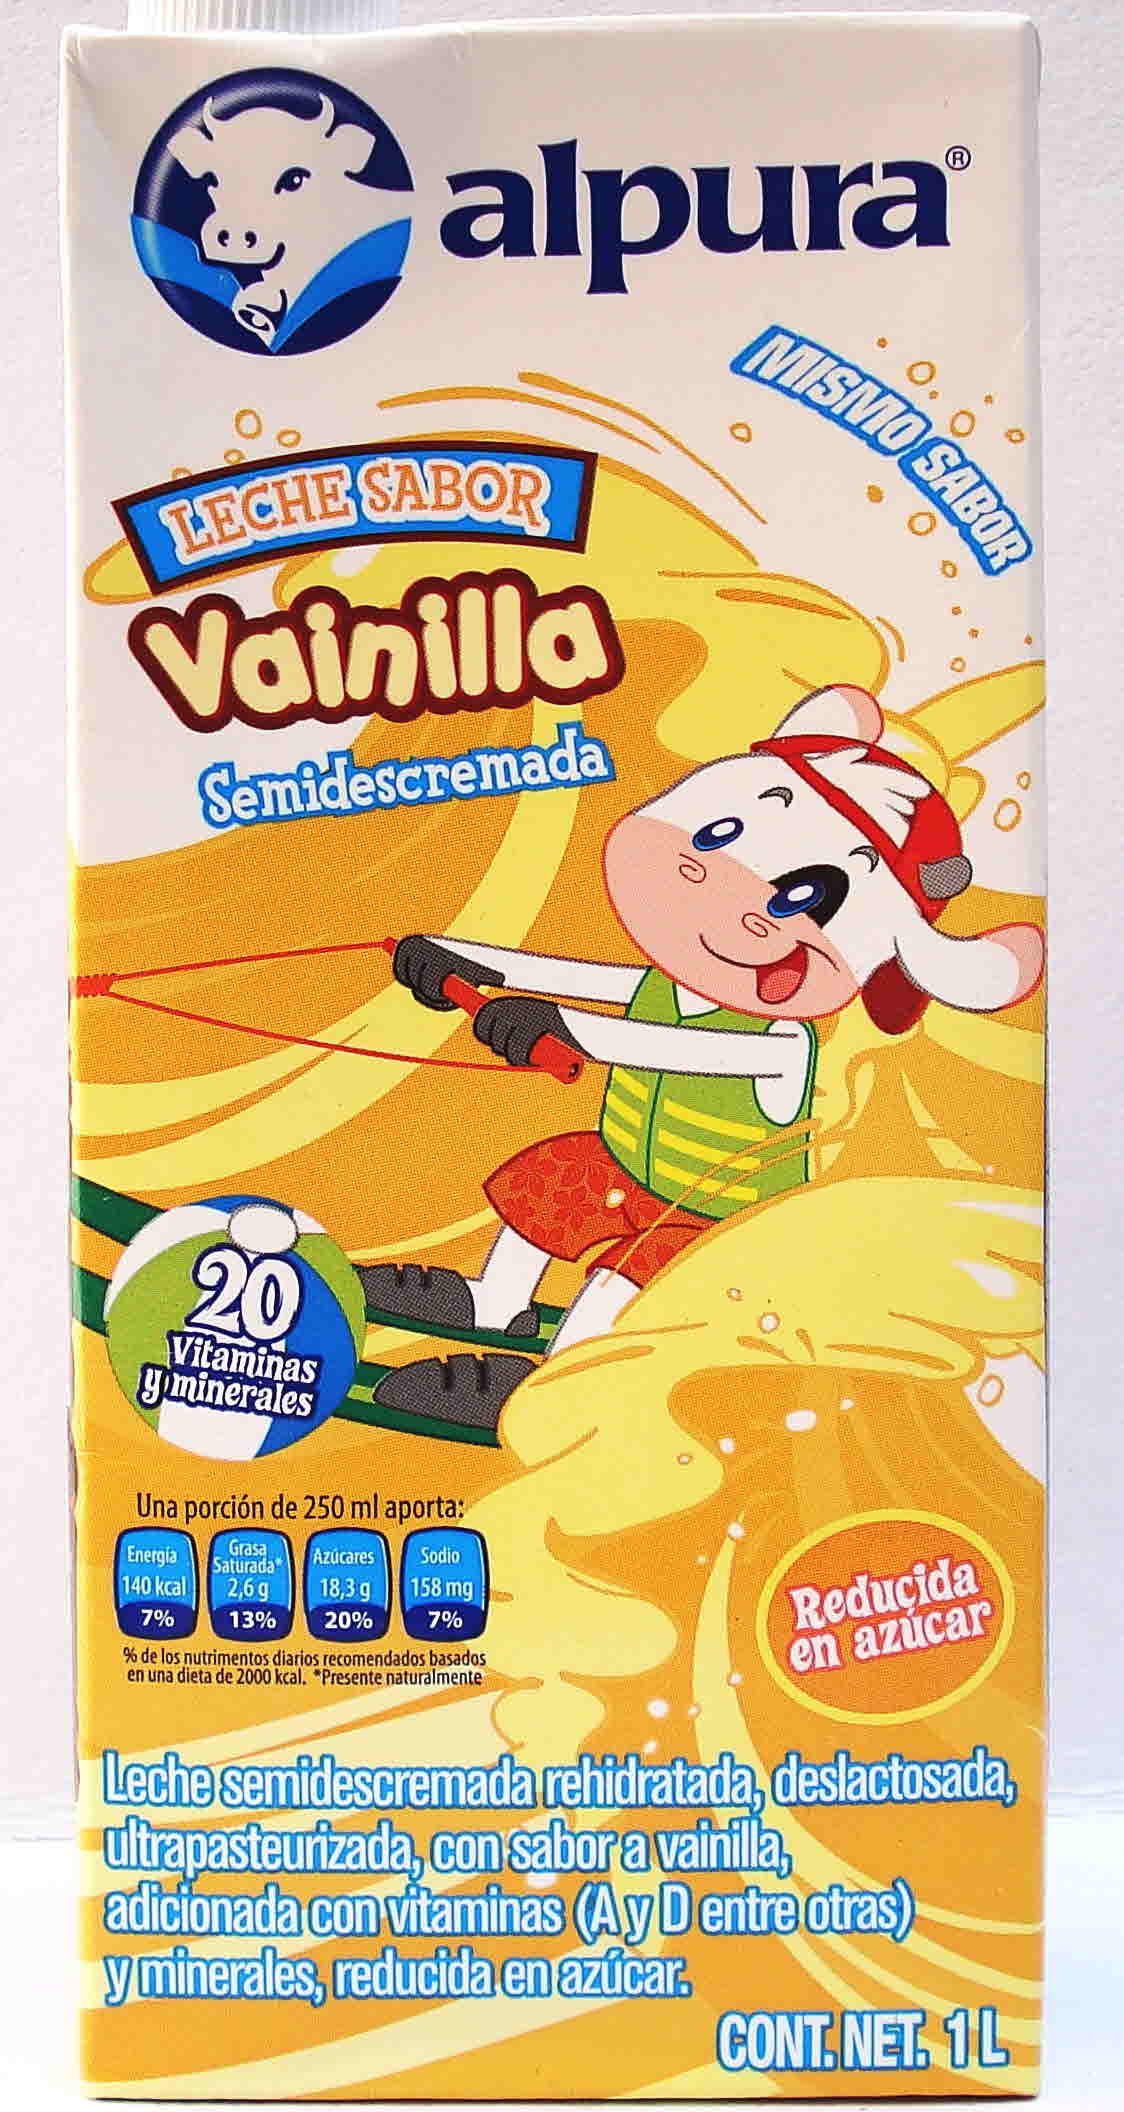 alpura®
MISMO SABOR
LECHE SABOR
Vainilla
Semidescremada
20
Vitaminas
y minerales
Una porción de 250 ml aporta:
Energía
140 kcal
7%
Grasa
Saturada*
2,6 g
13%
Azúcares
18,3 g
20%
Sodio
158 mg
7%
% de los nutrimentos diarios recomendados basados
en una dieta de 2000 kcal. *Presente naturalmente
Reducida
en azúcar
Leche semidescremada rehidratada, deslactosada,
ultrapasteurizada, con sabor a vainilla,
adicionada con vitaminas (A y D entre otras)
y minerales, reducida en azúcar.
CONT. NET. 1 L